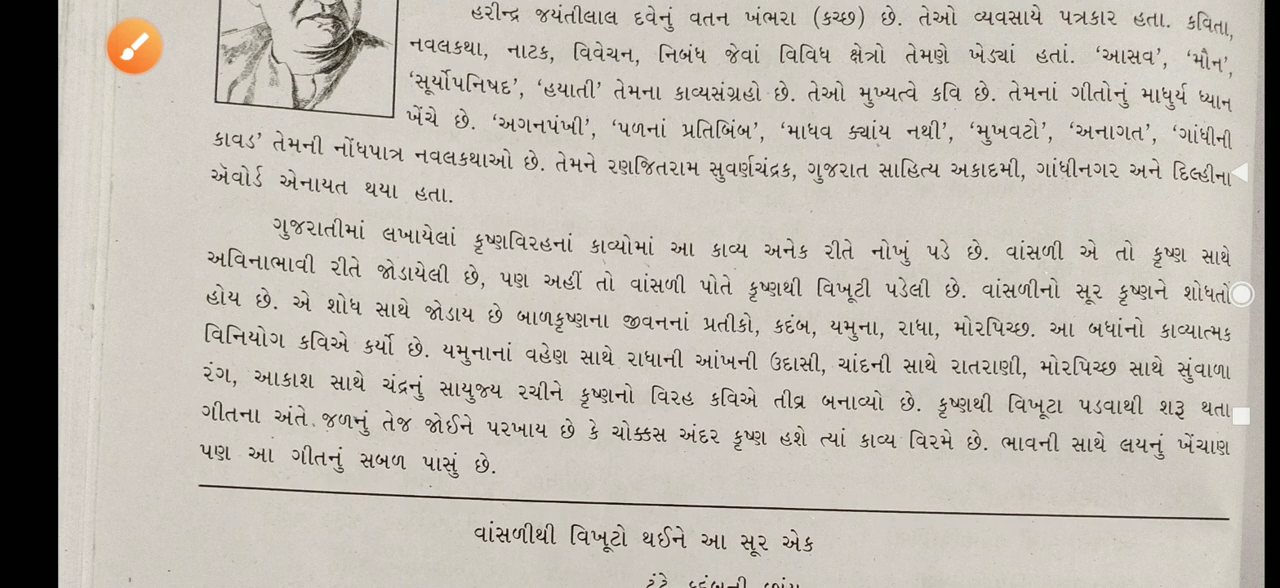 હરીન્દ્ર જયંતીલાલ દવેનું વતન ખંભરા (કચ્છ) છે. તેઓ વ્યવસાયે પત્રકાર હતા. કવિતા,
નવલકથા, નાટક, વિવેચન, નિબંધ જેવાં વિવિધ ક્ષેત્રો તેમણે ખેડ્યાં હતાં. ‘આસવ’, ‘મૌન’,
‘સૂર્યોપનિષદ’, ‘હયાતી’ તેમના કાવ્યસંગ્રહો છે. તેઓ મુખ્યત્વે કવિ છે. તેમનાં ગીતોનું માધુર્ય ધ્યાન
ખેંચે છે. ‘અગનપંખી’, ‘પળનાં પ્રતિબિંબ’, ‘માધવ ક્યાંય નથી’, ‘મુખવટો’, ‘અનાગત’, ‘ગાંધીની
કાવડ’ તેમની નોંધપાત્ર નવલકથાઓ છે. તેમને રણજિતરામ સુવર્ણચંદ્રક, ગુજરાત સાહિત્ય અકાદમી, ગાંધીનગર અને દિલ્હીના
ઍવોર્ડ એનાયત થયા હતા.
ગુજરાતીમાં લખાયેલાં કૃષ્ણવિરહનાં કાવ્યોમાં આ કાવ્ય અનેક રીતે નોખું પડે છે. વાંસળી એ તો કૃષ્ણ સાથે
અવિનાભાવી રીતે જોડાયેલી છે, પણ અહીં તો વાંસળી પોતે કૃષ્ણથી વિખૂટી પડેલી છે. વાંસળીનો સૂર કૃષ્ણને શોધતો
હોય છે. એ શોધ સાથે જોડાય છે બાળકૃષ્ણના જીવનનાં પ્રતીકો, કદંબ, યમુના, રાધા, મોરપિચ્છ. આ બધાંનો કાવ્યાત્મક
વિનિયોગ કવિએ કર્યો છે. યમુનાનાં વહેણ સાથે રાધાની આંખની ઉદાસી, ચાંદની સાથે રાતરાણી, મોરપિચ્છ સાથે સુંવાળા
રંગ, આકાશ સાથે ચંદ્રનું સાયુજ્ય રચીને કૃષ્ણનો વિરહ કવિએ તીવ્ર બનાવ્યો છે. કૃષ્ણથી વિખૂટા પડવાથી શરૂ થતા
ગીતના અંતે જળનું તેજ જોઈને પરખાય છે કે ચોક્કસ અંદર કૃષ્ણ હશે ત્યાં કાવ્ય વિરમે છે. ભાવની સાથે લયનું ખેંચાણ
પણ આ ગીતનું સબળ પાસું છે.
વાંસળીથી વિખૂટો થઈને આ સૂર એક